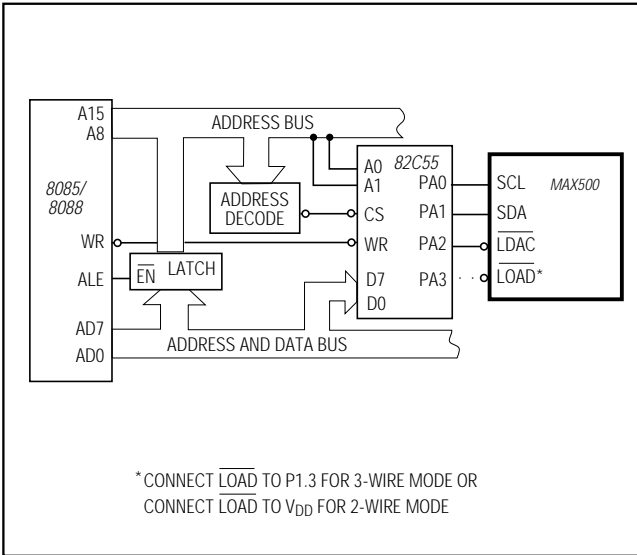 A15
A8
ADDRESS BUS
8085/
8088
ADDRESS
DECODE
A0
A1
82C55
PA0
SCL
MAX500
CS
PA1
SDA
WR
WR
PA2
LDAC
ALE
EN LATCH
D7
PA3
LOAD*
D0
AD7
AD0
ADDRESS AND DATA BUS
* CONNECT LOAD TO P1.3 FOR 3-WIRE MODE OR
CONNECT LOAD TO VDD FOR 2-WIRE MODE